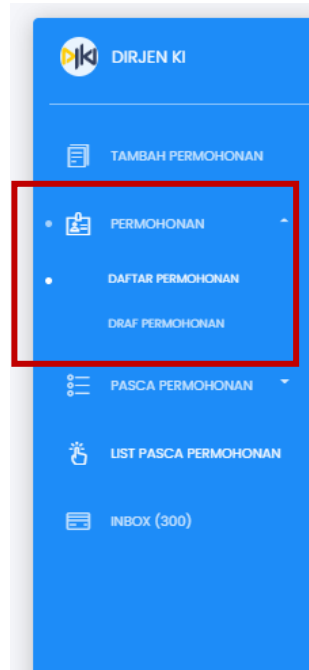 DIRJEN KI
TAMBAH PERMOHONAN
PERMOHONAN
DAFTAR PERMOHONAN
DRAF PERMOHONAN
PASCA PERMOHONAN
LIST PASCA PERMOHONAN
INBOX (300)